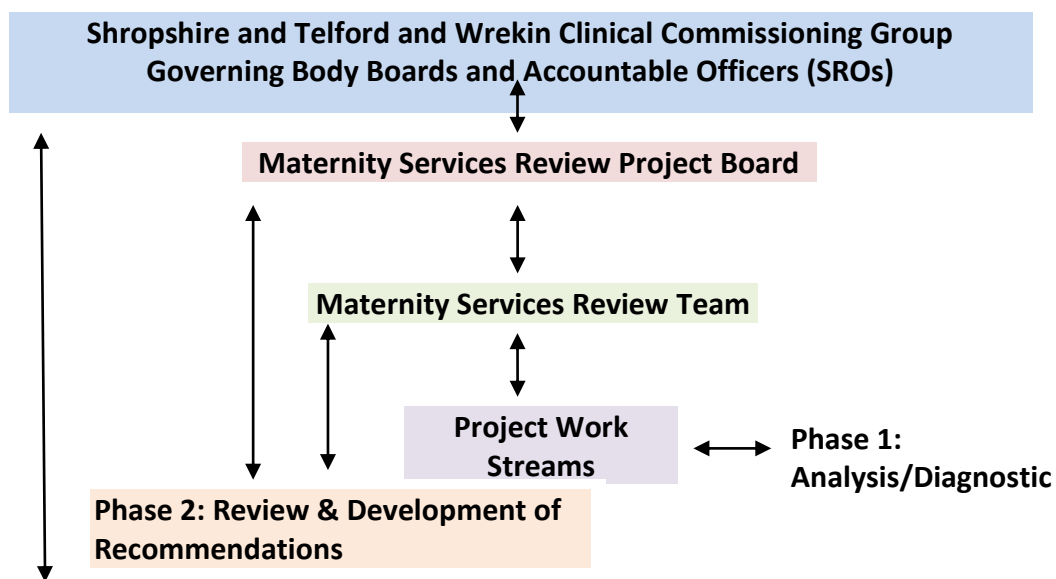 Shropshire and Telford and Wrekin Clinical Commissioning Group
Governing Body Boards and Accountable Officers (SROs)
Maternity Services Review Project Board
Maternity Services Review Team
Project Work
Streams
Phase 1:
Analysis/Diagnostic
Phase 2: Review & Development of
Recommendations